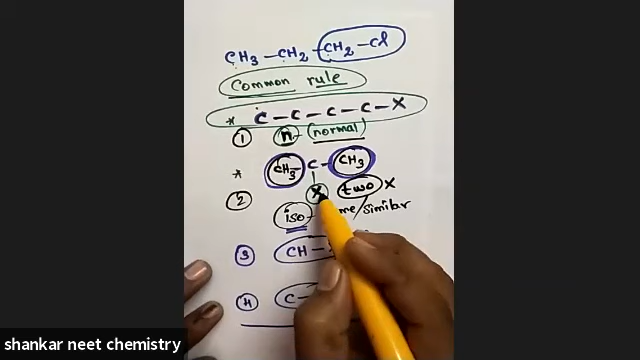 CH₃ – CH₂ – CH₂ – Cl
Common rule
* C – C – C – C – X
① n – (normal)
* CH₃ – C – CH₃
X two X
② iso – /similar
③ CH –
④ C –
shankar neet chemistry